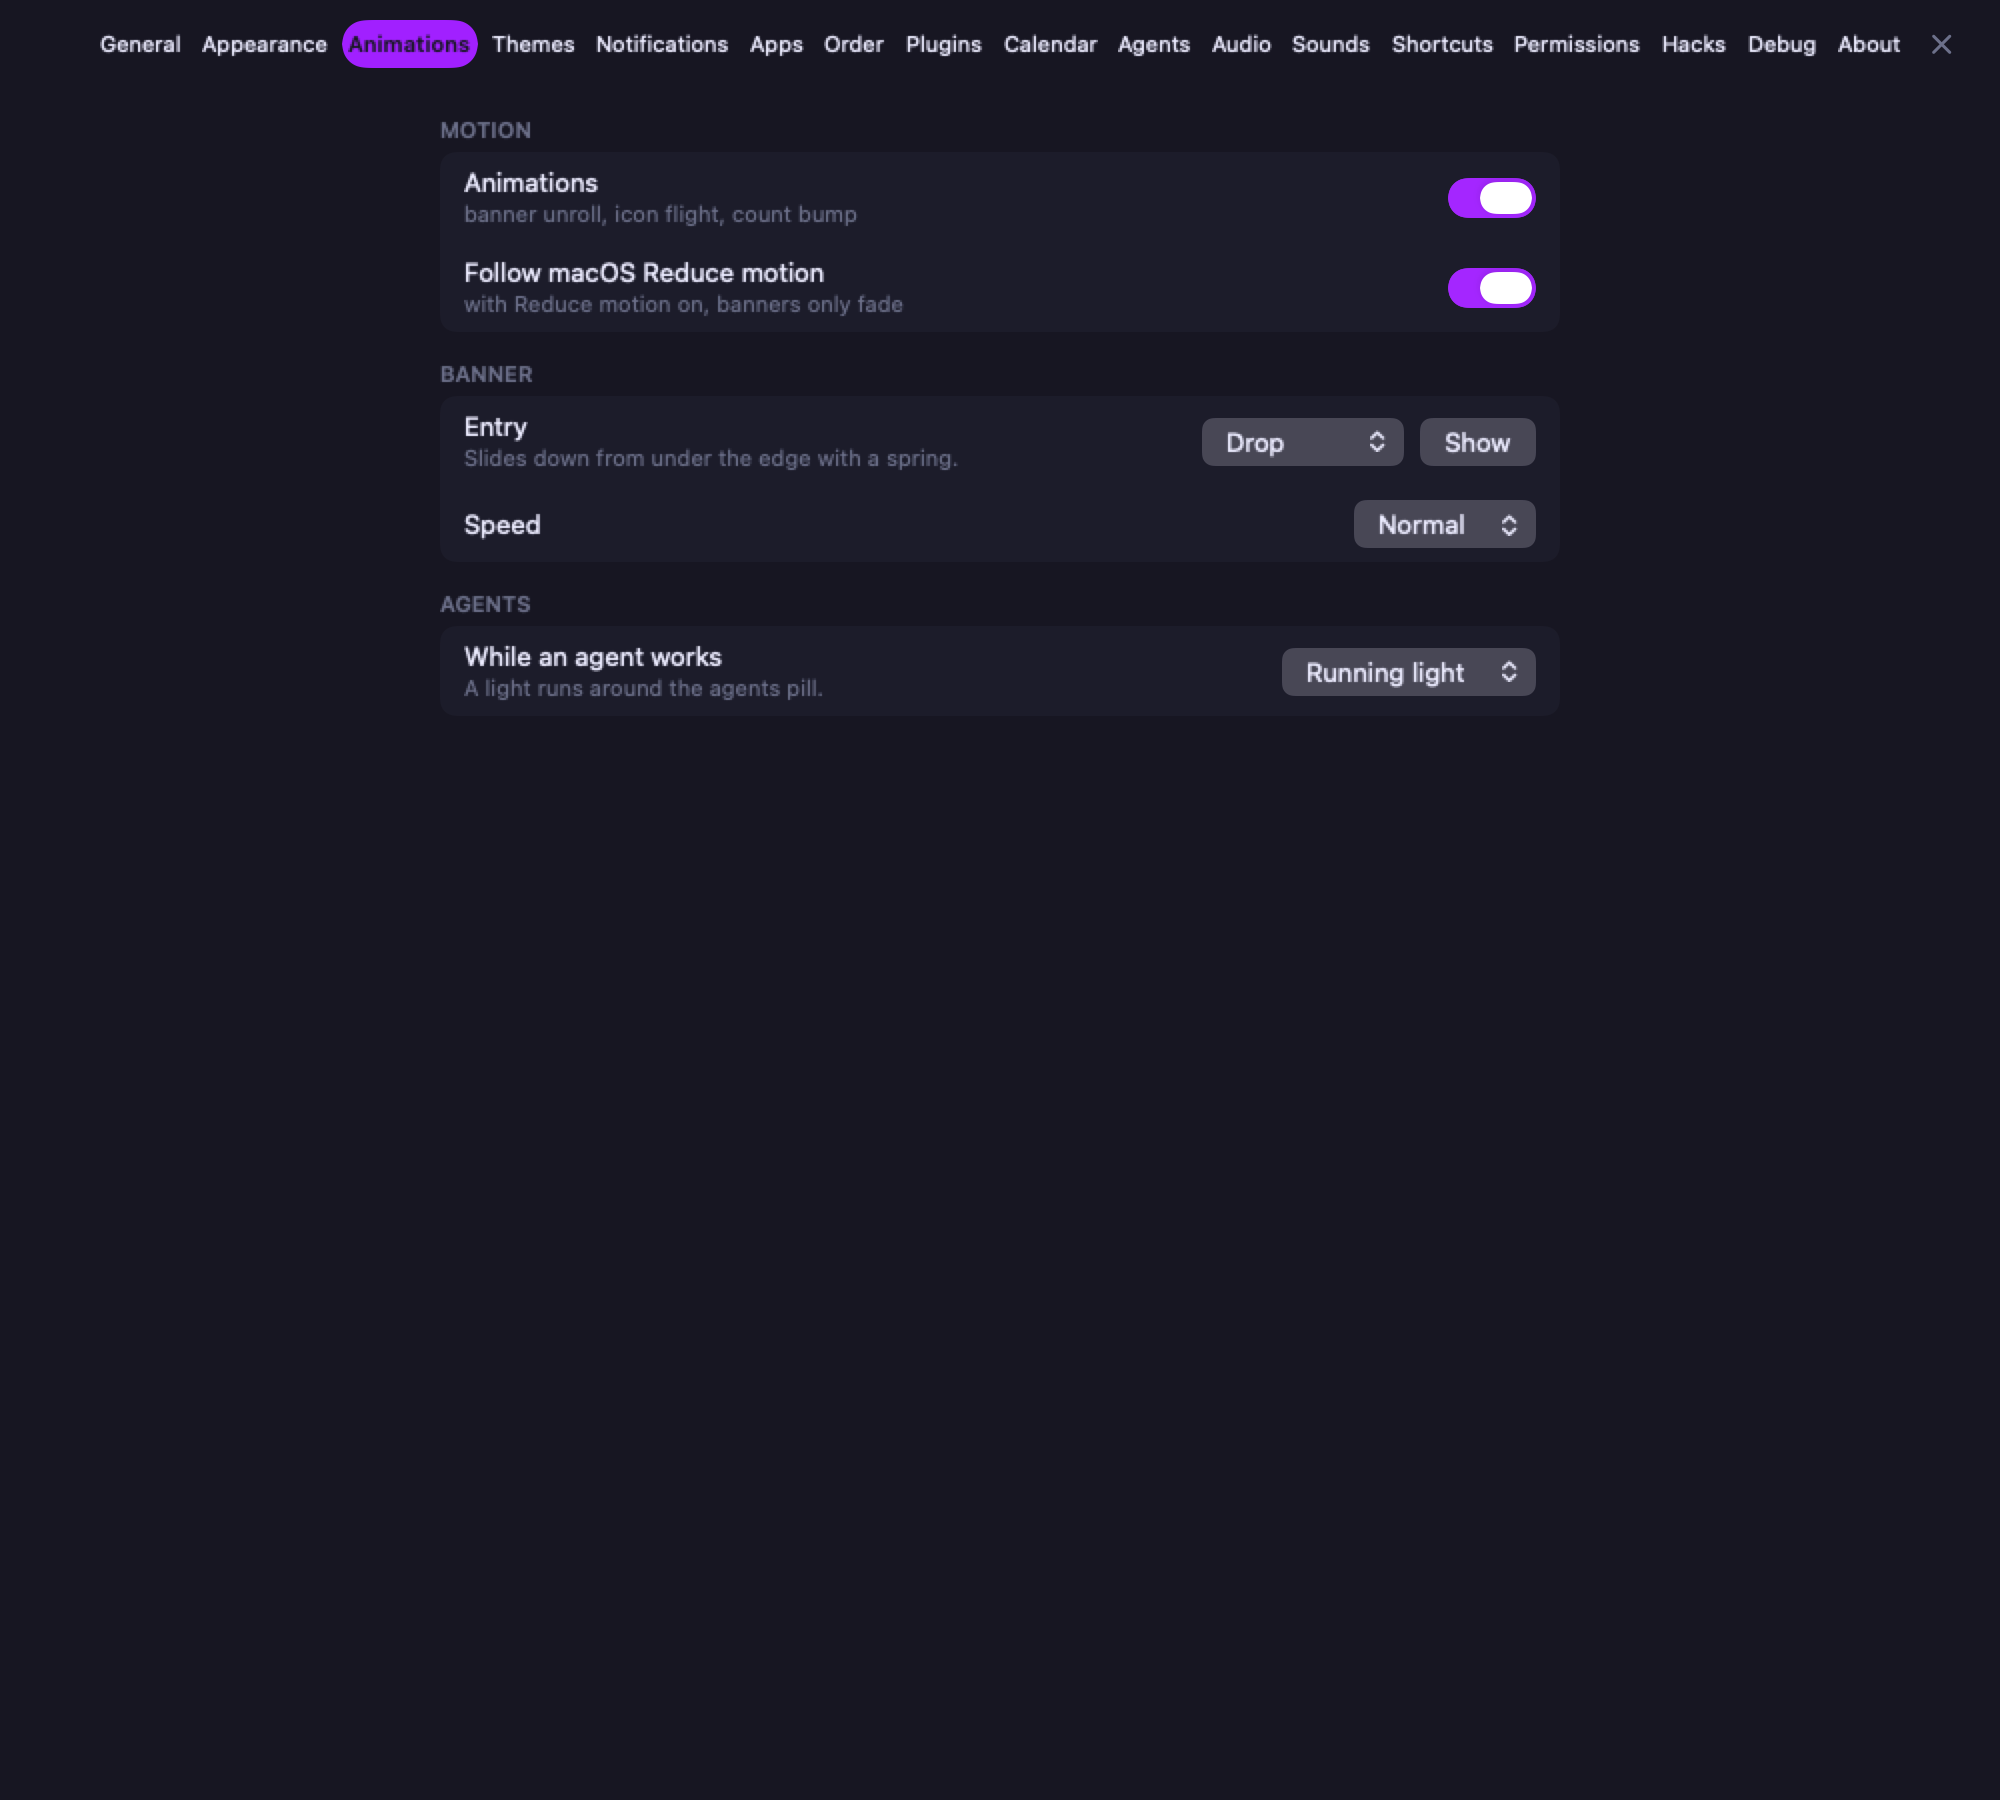 General Appearance Animations Themes Notifications Apps Order Plugins Calendar Agents Audio Sounds Shortcuts Permissions Hacks Debug About
MOTION
Animations
banner unroll, icon flight, count bump
Follow macOS Reduce motion
with Reduce motion on, banners only fade
BANNER
Entry
Slides down from under the edge with a spring.
Drop
Show
Speed
Normal
AGENTS
While an agent works
A light runs around the agents pill.
Running light